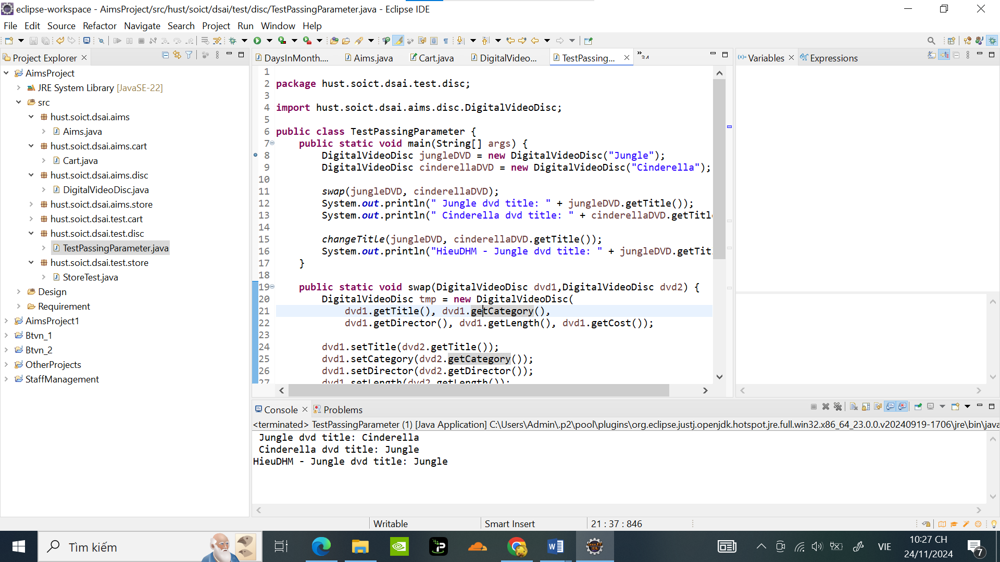 eclipse-workspace - AimsProject/src/hust/soict/dsai/test/disc/TestPassingParameter.java - Eclipse IDE
File Edit Source Refactor Navigate Search Project Run Window Help
Project Explorer
AimsProject
JRE System Library [JavaSE-22]
src
hust.soict.dsai.aims
Aims.java
hust.soict.dsai.aims.cart
Cart.java
hust.soict.dsai.aims.disc
DigitalVideoDisc.java
hust.soict.dsai.aims.store
hust.soict.dsai.test.cart
hust.soict.dsai.test.disc
TestPassingParameter.java
hust.soict.dsai.test.store
StoreTest.java
Design
Requirement
AimsProject1
Btvn_1
Btvn_2
OtherProjects
StaffManagement
DaysInMonth.... Aims.java Cart.java DigitalVideo... TestPassing... »34
1
2 package hust.soict.dsai.test.disc;
3
4 import hust.soict.dsai.aims.disc.DigitalVideoDisc;
5
6 public class TestPassingParameter {
7 public static void main(String[] args) {
8 DigitalVideoDisc jungleDVD = new DigitalVideoDisc("Jungle");
9 DigitalVideoDisc cinderellaDVD = new DigitalVideoDisc("Cinderella");
10
11 swap(jungleDVD, cinderellaDVD);
12 System.out.println(" Jungle dvd title: " + jungleDVD.getTitle());
13 System.out.println(" Cinderella dvd title: " + cinderellaDVD.getTitl
14
15 changeTitle(jungleDVD, cinderellaDVD.getTitle());
16 System.out.println("HieuDHM - Jungle dvd title: " + jungleDVD.getTit
17 }
18
19 public static void swap(DigitalVideoDisc dvd1,DigitalVideoDisc dvd2) {
20 DigitalVideoDisc tmp = new DigitalVideoDisc(
21 dvd1.getTitle(), dvd1.getCategory(),
22 dvd1.getDirector(), dvd1.getLength(), dvd1.getCost());
23
24 dvd1.setTitle(dvd2.getTitle());
25 dvd1.setCategory(dvd2.getCategory());
26 dvd1.setDirector(dvd2.getDirector());
27 dvd1.setLength(dvd2.getLength());
Variables Expressions
Console Problems
<terminated> TestPassingParameter (1) [Java Application] C:\Users\Admin\.p2\pool\plugins\org.eclipse.justj.openjdk.hotspot.jre.full.win32.x86_64_23.0.0.v20240919-1706\jre\bin\java
Jungle dvd title: Cinderella
Cinderella dvd title: Jungle
HieuDHM - Jungle dvd title: Jungle
Writable Smart Insert 21 : 37 : 846
Tìm kiếm
VIE
10:27 CH
24/11/2024
7